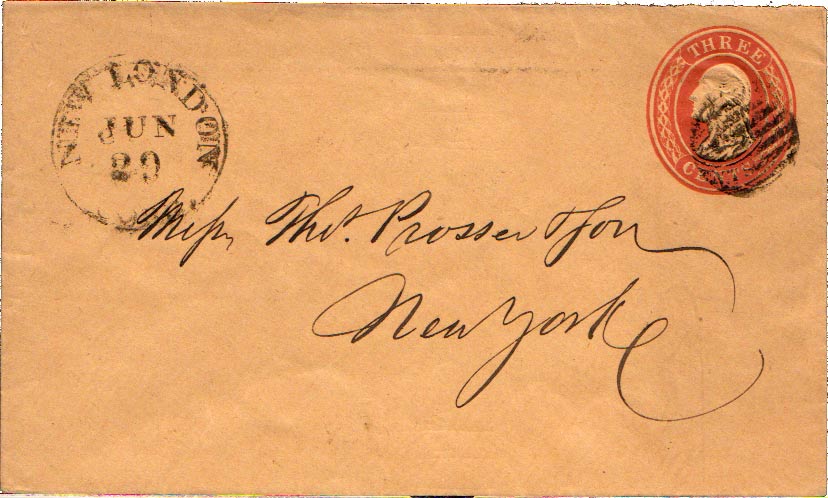 THREE
CENTS
NEW LONDON
JUN
29
Messrs Thos. Prosser & Son
New York